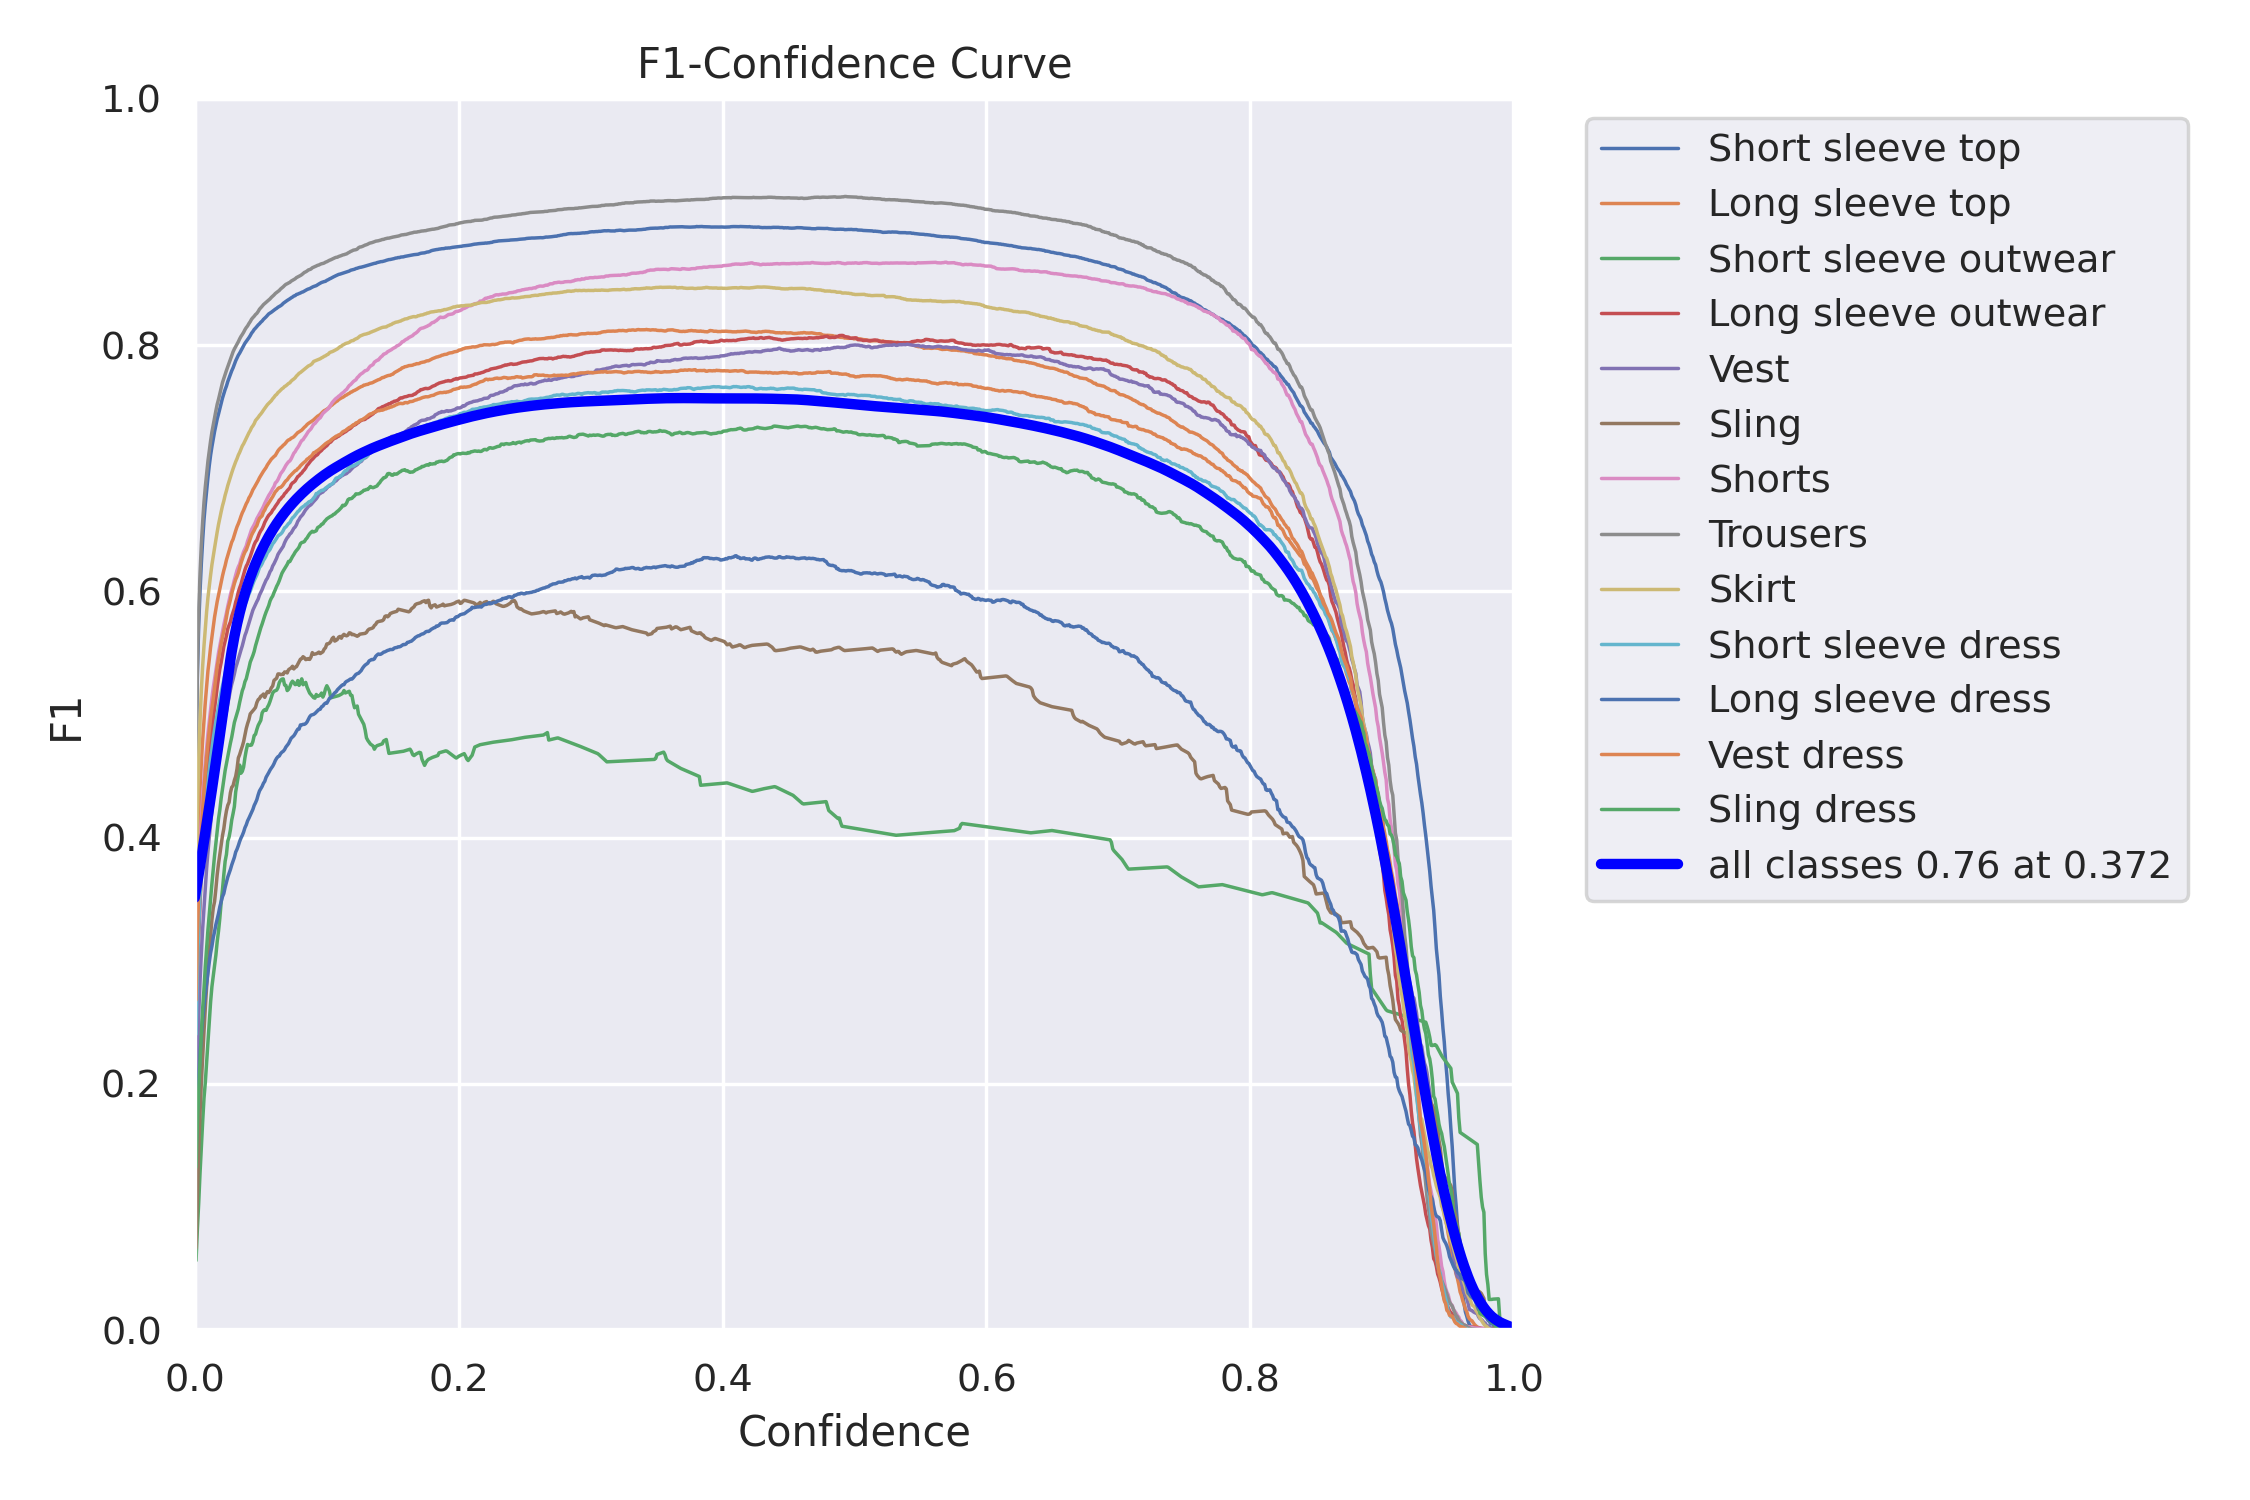 F1-Confidence Curve
1.0
0.8
0.6
0.4
0.2
0.0
F1
0.0 0.2 0.4 0.6 0.8 1.0
Confidence
Short sleeve top
Long sleeve top
Short sleeve outwear
Long sleeve outwear
Vest
Sling
Shorts
Trousers
Skirt
Short sleeve dress
Long sleeve dress
Vest dress
Sling dress
all classes 0.76 at 0.372